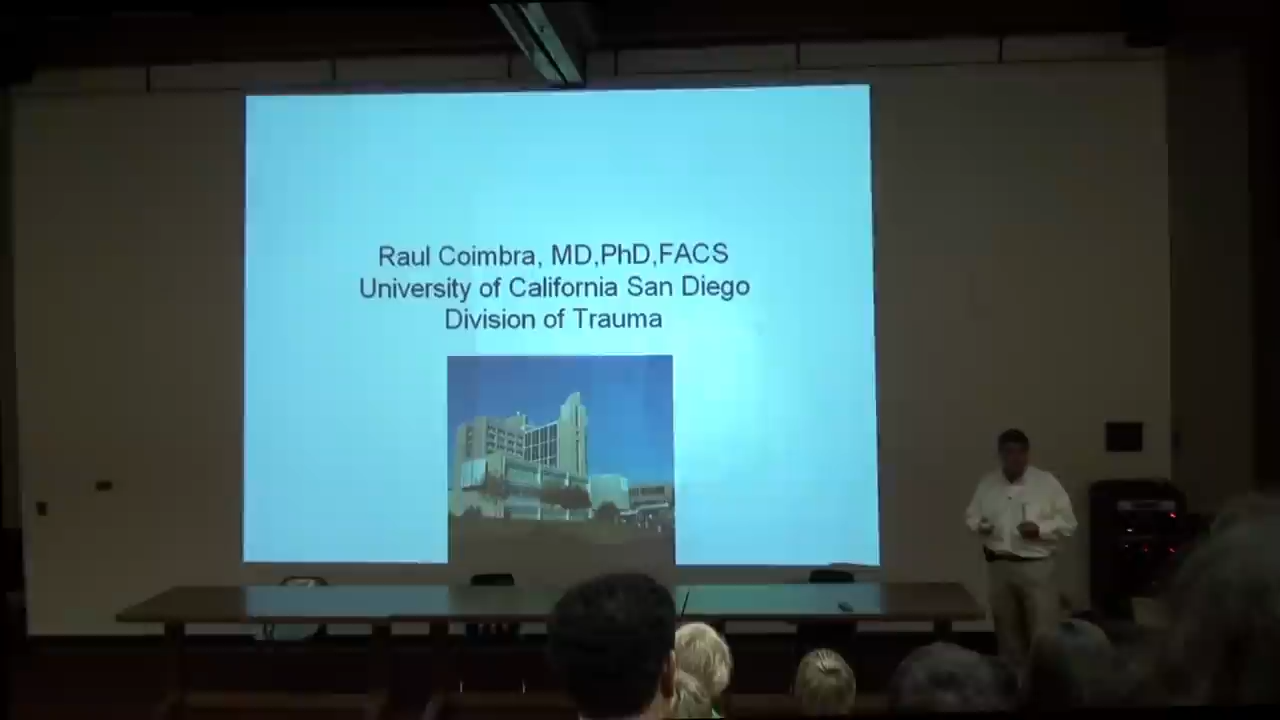 Raul Coimbra, MD,PhD,FACS
University of California San Diego
Division of Trauma